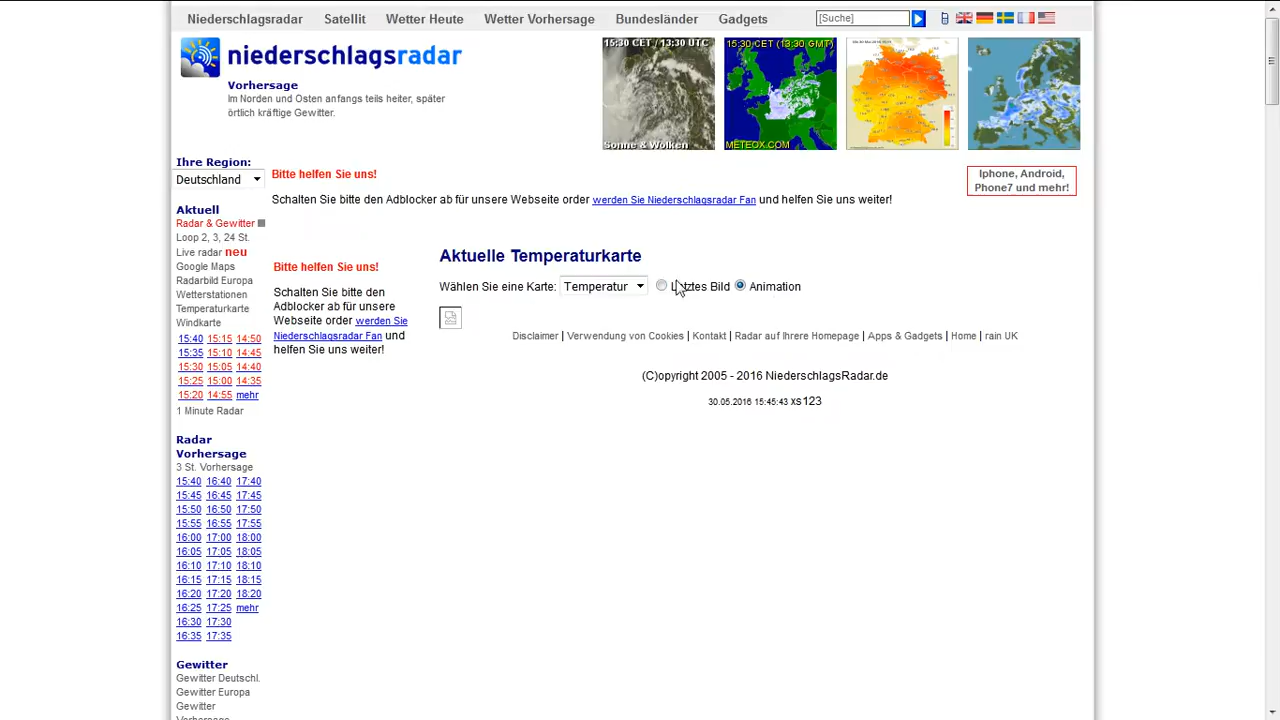 Niederschlagsradar Satellit Wetter Heute Wetter Vorhersage Bundesländer Gadgets [Suche]
niederschlagsradar
Vorhersage
Im Norden und Osten anfangs teils heiter, später
örtlich kräftige Gewitter.
15:30 CET / 13:30 UTC
Sonne & Wolken
15:30 CET (13:30 GMT)
METEOX.COM
Ihre Region:
Deutschland
Bitte helfen Sie uns!
Schalten Sie bitte den Adblocker ab für unsere Webseite order werden Sie Niederschlagsradar Fan und helfen Sie uns weiter!
Iphone, Android,
Phone7 und mehr!
Aktuell
Radar & Gewitter
Loop 2, 3, 24 St.
Live radar neu
Google Maps
Radarbild Europa
Wetterstationen
Temperaturkarte
Windkarte
15:40 15:15 14:50
15:35 15:10 14:45
15:30 15:05 14:40
15:25 15:00 14:35
15:20 14:55 mehr
1 Minute Radar
Radar
Vorhersage
3 St. Vorhersage
15:40 16:40 17:40
15:45 16:45 17:45
15:50 16:50 17:50
15:55 16:55 17:55
16:00 17:00 18:00
16:05 17:05 18:05
16:10 17:10 18:10
16:15 17:15 18:15
16:20 17:20 18:20
16:25 17:25 mehr
16:30 17:30
16:35 17:35
Gewitter
Gewitter Deutschl.
Gewitter Europa
Gewitter
Vorhersage
Bitte helfen Sie uns!
Schalten Sie bitte den
Adblocker ab für unsere
Webseite order werden Sie
Niederschlagsradar Fan und
helfen Sie uns weiter!
Aktuelle Temperaturkarte
Wählen Sie eine Karte: Temperatur Letztes Bild Animation
Disclaimer | Verwendung von Cookies | Kontakt | Radar auf Ihrere Homepage | Apps & Gadgets | Home | rain UK
(C)opyright 2005 - 2016 NiederschlagsRadar.de
30.05.2016 15:45:43 xs123